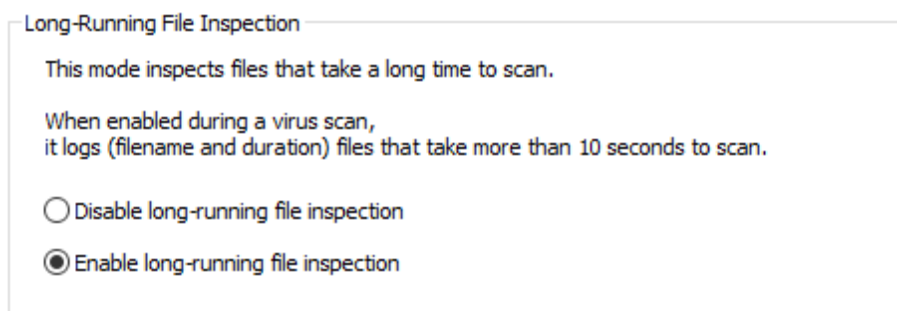 Long-Running File Inspection
This mode inspects files that take a long time to scan.
When enabled during a virus scan,
it logs (filename and duration) files that take more than 10 seconds to scan.
Disable long-running file inspection
Enable long-running file inspection